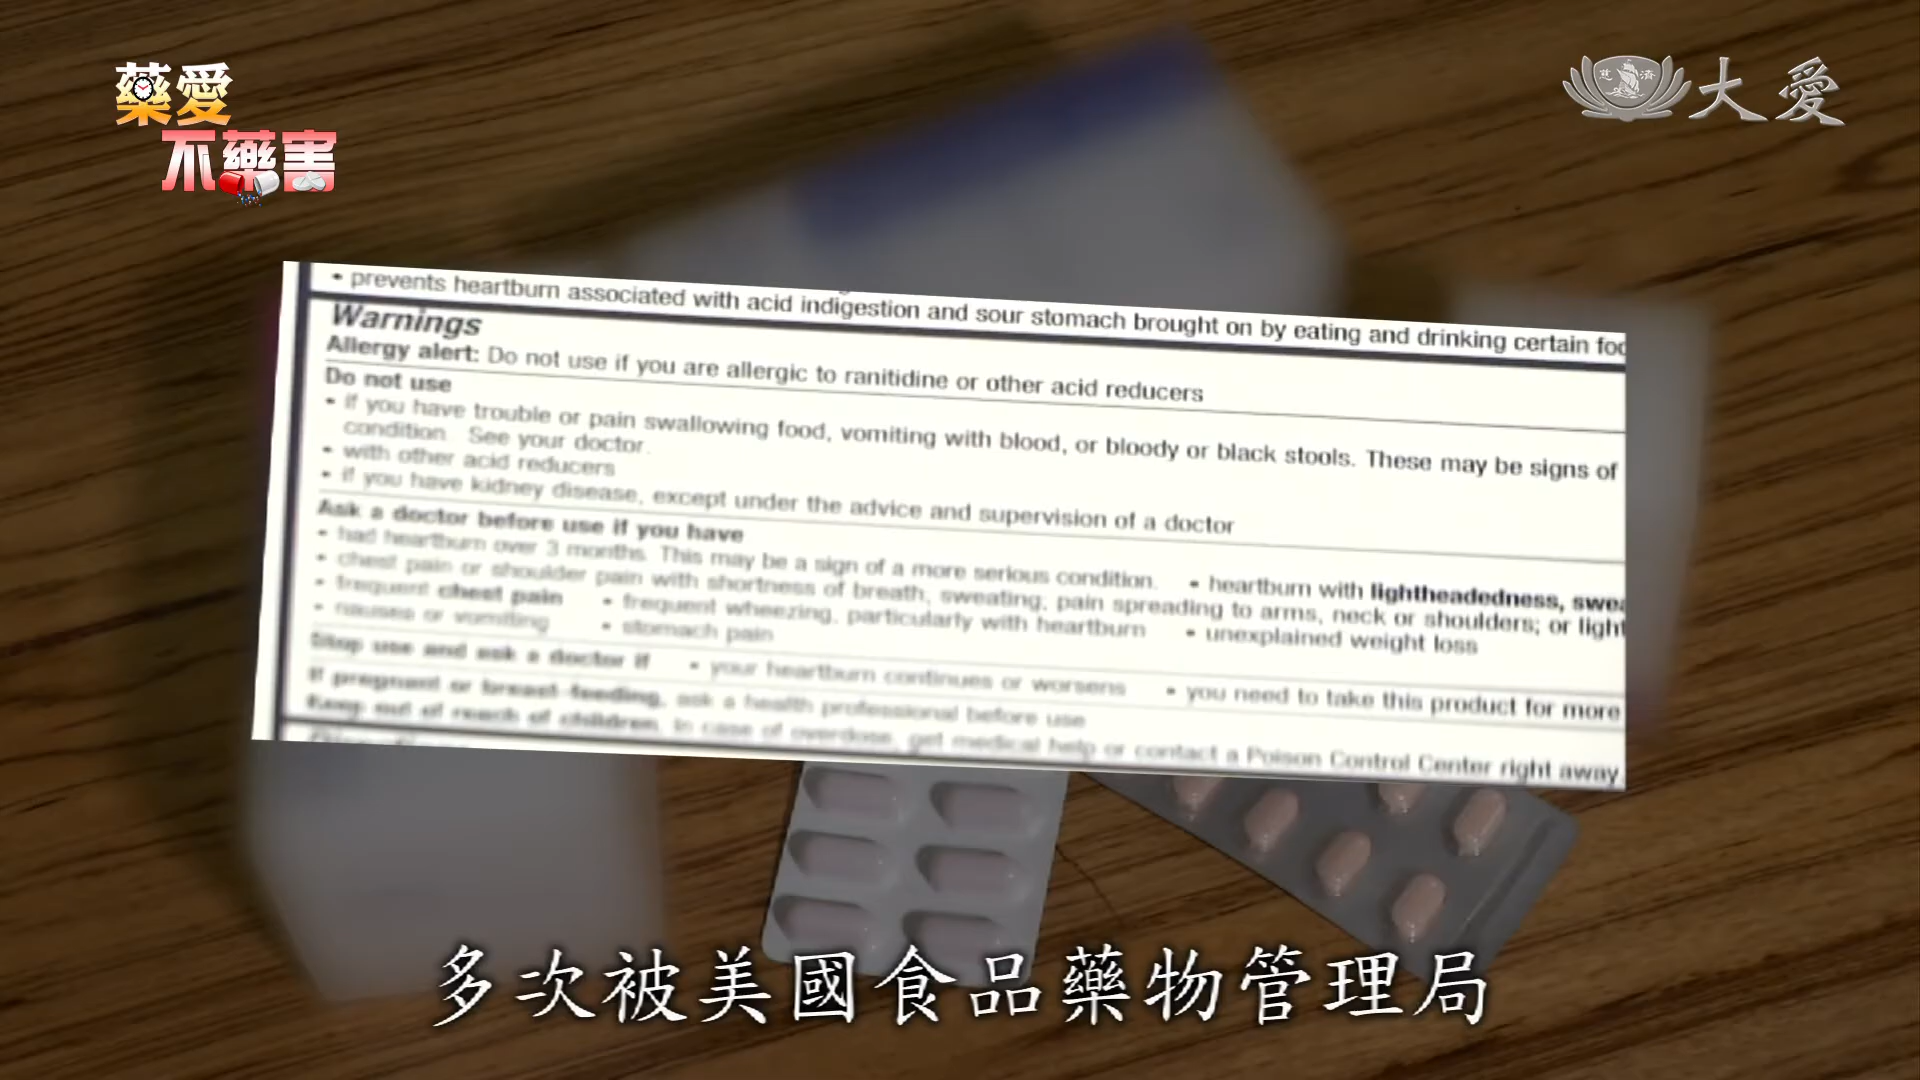 藥愛
不藥害
慈濟
大愛
• prevents heartburn associated with acid indigestion and sour stomach brought on by eating and drinking certain foo
Warnings
Allergy alert: Do not use if you are allergic to ranitidine or other acid reducers
Do not use
• if you have trouble or pain swallowing food, vomiting with blood, or bloody or black stools. These may be signs of
condition. See your doctor.
• with other acid reducers
• if you have kidney disease, except under the advice and supervision of a doctor
Ask a doctor before use if you have
• had heartburn over 3 months. This may be a sign of a more serious condition. • heartburn with lightheadedness, swea
• chest pain or shoulder pain with shortness of breath; sweating; pain spreading to arms, neck or shoulders; or light
• frequent chest pain • frequent wheezing, particularly with heartburn • unexplained weight loss
• nausea or vomiting • stomach pain
Stop use and ask a doctor if • your heartburn continues or worsens • you need to take this product for more
If pregnant or breast-feeding, ask a health professional before use
Keep out of reach of children. In case of overdose, get medical help or contact a Poison Control Center right away.
多次被美國食品藥物管理局